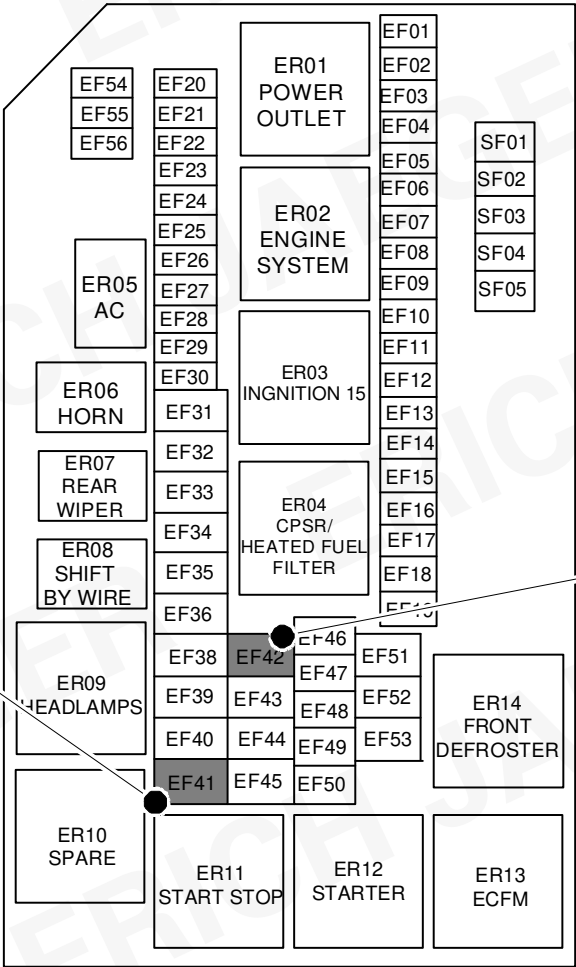 EF54
EF55
EF56
EF20
EF21
EF22
EF23
EF24
EF25
EF26
EF27
EF28
EF29
EF30
EF31
EF32
EF33
EF34
EF35
EF36
EF38
EF39
EF40
EF41
EF42
EF43
EF44
EF45
EF46
EF47
EF48
EF49
EF50
EF51
EF52
EF53
ER01
POWER
OUTLET
ER02
ENGINE
SYSTEM
ER03
INGNITION 15
ER04
CPSR/
HEATED FUEL
FILTER
EF01
EF02
EF03
EF04
EF05
EF06
EF07
EF08
EF09
EF10
EF11
EF12
EF13
EF14
EF15
EF16
EF17
EF18
EF19
SF01
SF02
SF03
SF04
SF05
ER05
AC
ER06
HORN
ER07
REAR
WIPER
ER08
SHIFT
BY WIRE
ER09
HEADLAMPS
ER10
SPARE
ER11
START STOP
ER12
STARTER
ER13
ECFM
ER14
FRONT
DEFROSTER
ERICH JAEGER